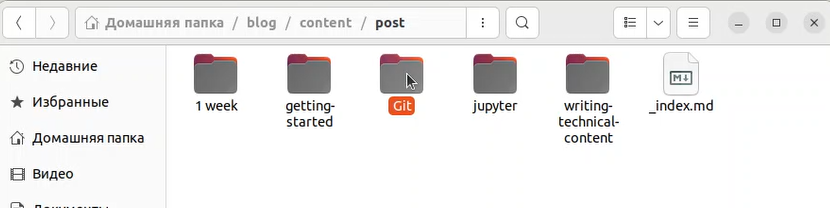 Домашняя папка / blog / content / post
Недавние
Избранные
Домашняя папка
Видео
Документы
1 week
getting-
started
Git
jupyter
writing-
technical-
content
_index.md
M